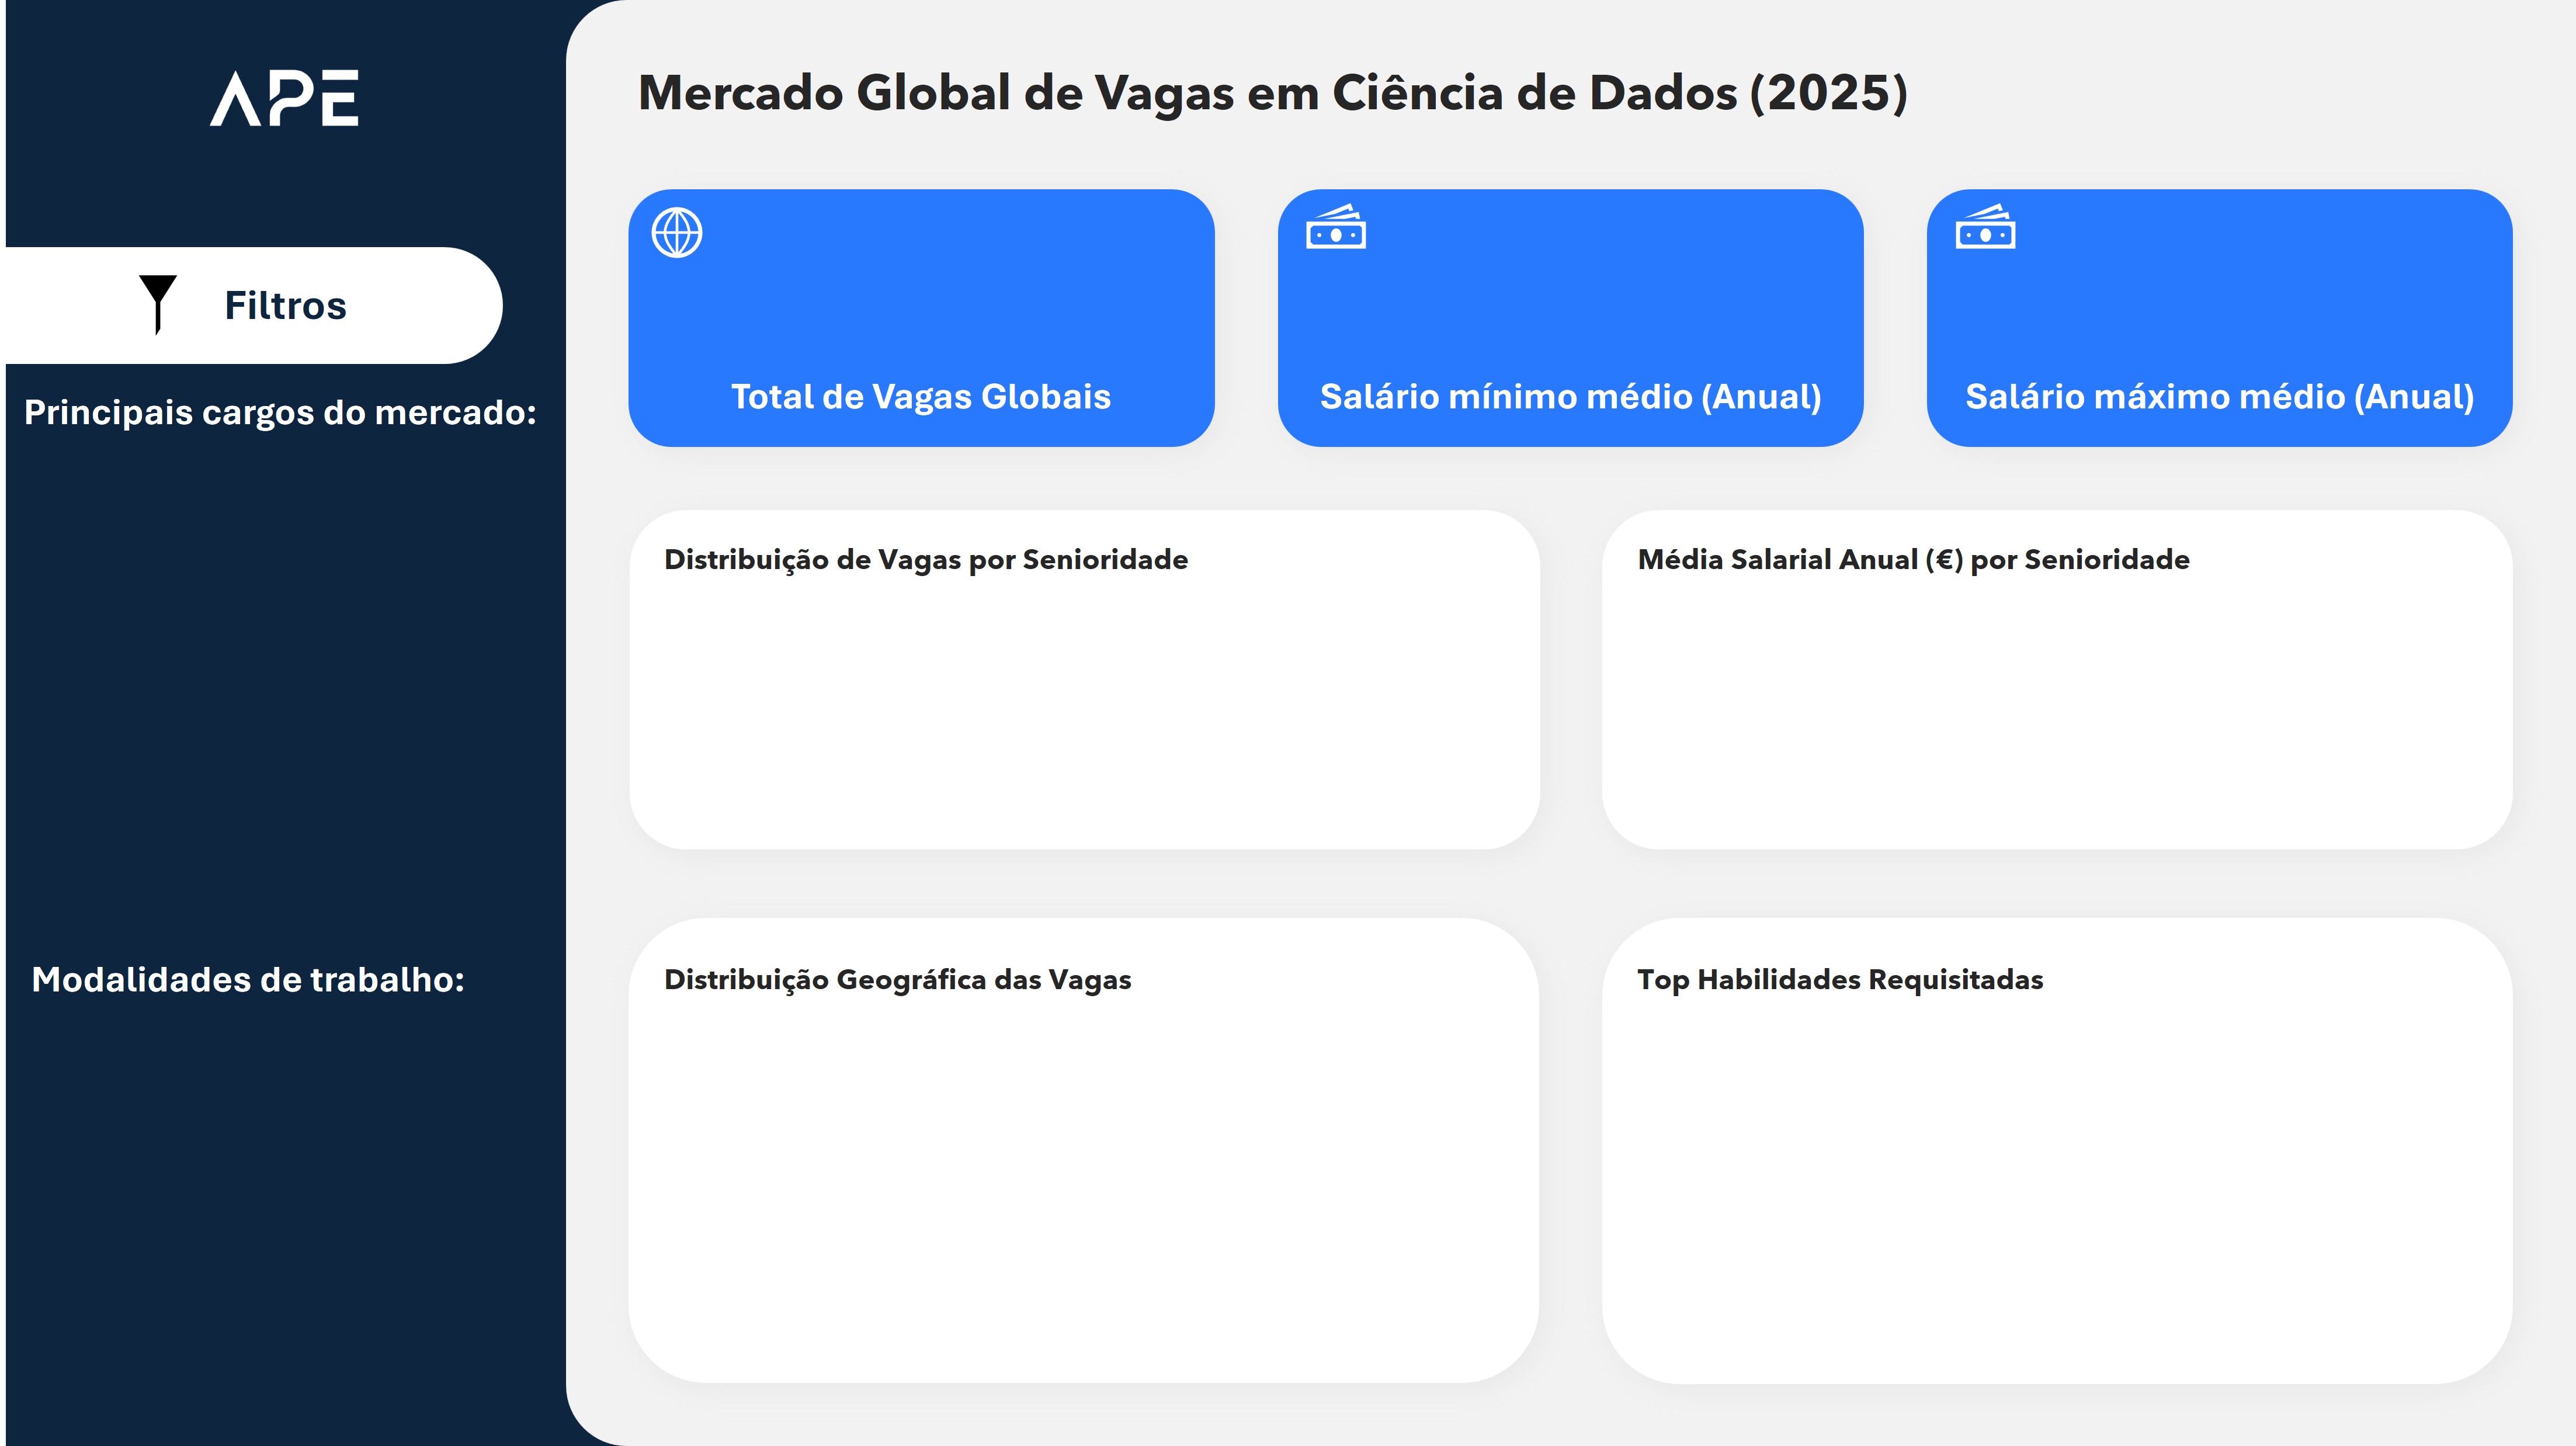 APE
Mercado Global de Vagas em Ciência de Dados (2025)
Filtros
Principais cargos do mercado:
Modalidades de trabalho:
Total de Vagas Globais
Salário mínimo médio (Anual)
Salário máximo médio (Anual)
Distribuição de Vagas por Senioridade
Média Salarial Anual (€) por Senioridade
Distribuição Geográfica das Vagas
Top Habilidades Requisitadas